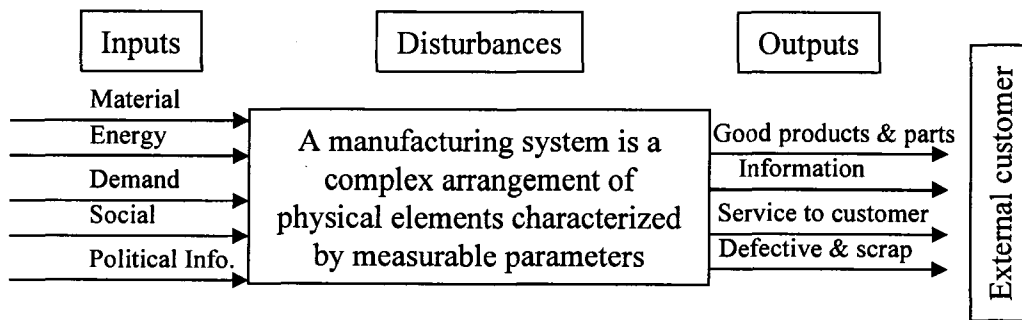 Inputs
Disturbances
Outputs
Material
Energy
Demand
Social
Political Info.
A manufacturing system is a
complex arrangement of
physical elements characterized
by measurable parameters
Good products & parts
Information
Service to customer
Defective & scrap
External customer